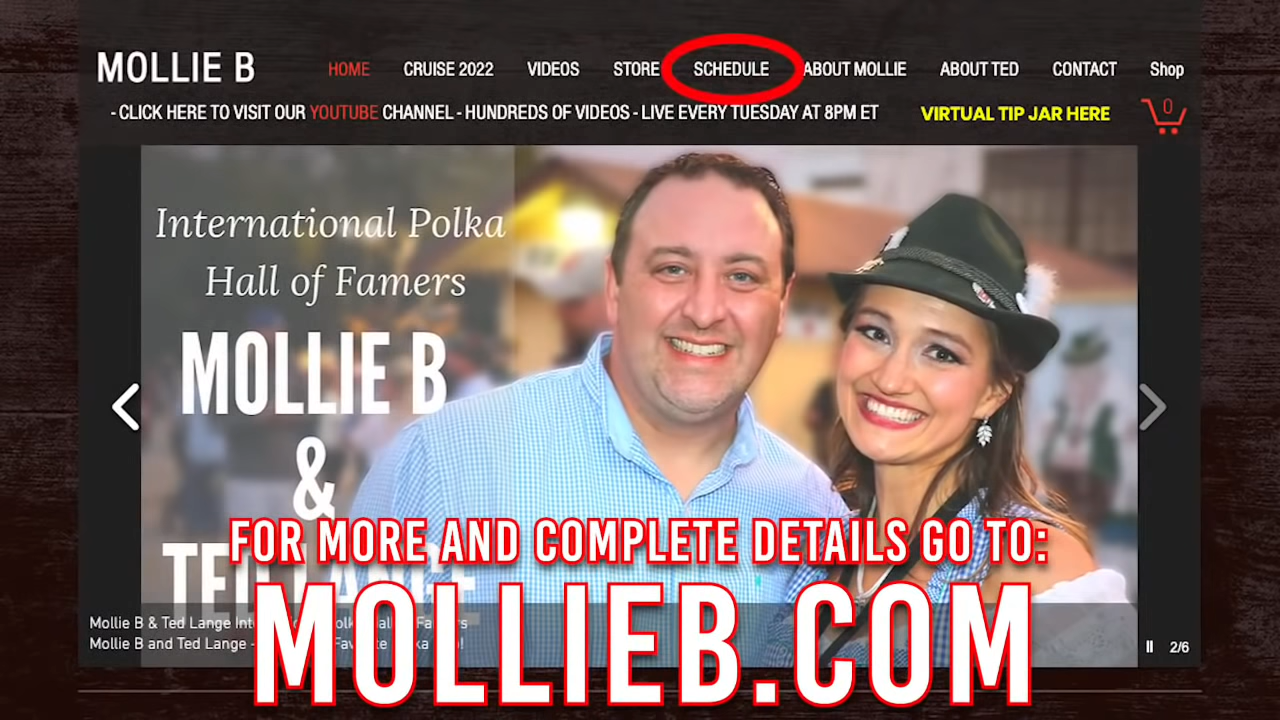 MOLLIE B
HOME CRUISE 2022 VIDEOS STORE SCHEDULE ABOUT MOLLIE ABOUT TED CONTACT Shop
- CLICK HERE TO VISIT OUR YOUTUBE CHANNEL - HUNDREDS OF VIDEOS - LIVE EVERY TUESDAY AT 8PM ET
VIRTUAL TIP JAR HERE
0
International Polka
Hall of Famers
MOLLIE B
&
TED LANGE
FOR MORE AND COMPLETE DETAILS GO TO:
MOLLIEB.COM
Mollie B & Ted Lange
Mollie B and Ted Lange -
2/6